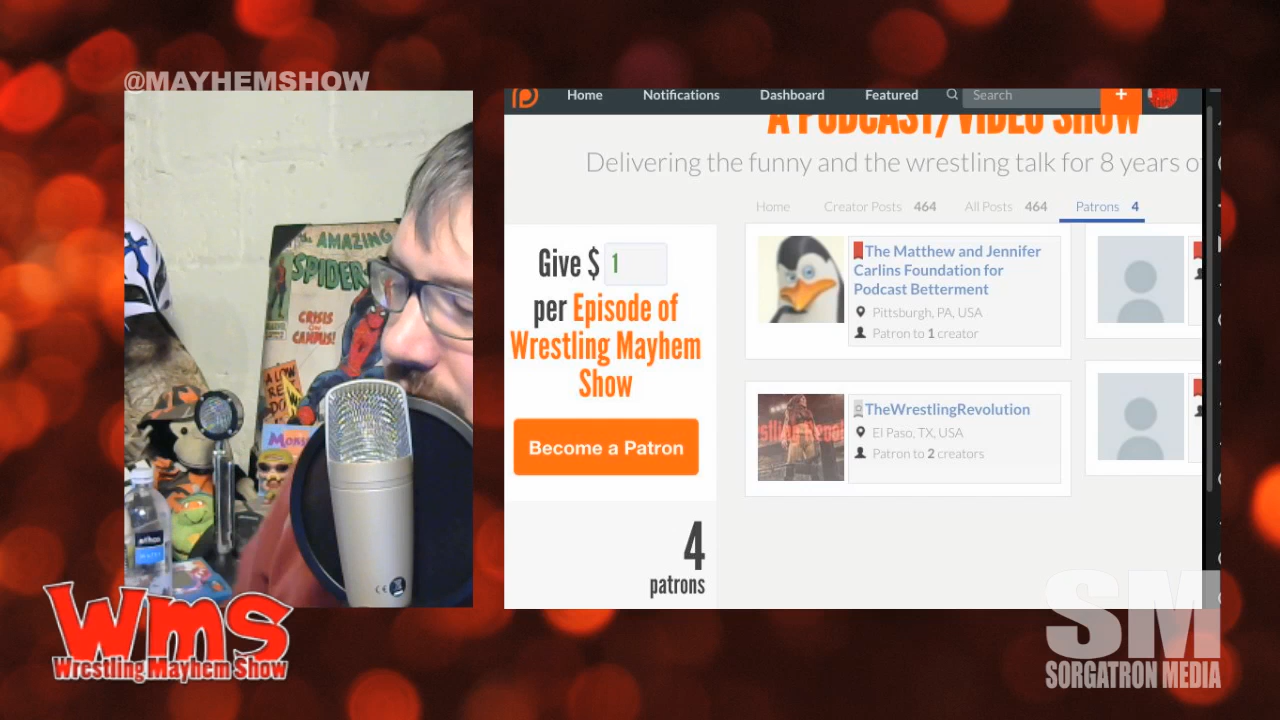 @MAYHEMSHOW
the AMAZING
SPIDER
CRISIS
CAMPUS!
Home Notifications Dashboard Featured Search +
A PODCAST/VIDEO SHOW
Delivering the funny and the wrestling talk for 8 years
Home Creator Posts 464 All Posts 464 Patrons 4
Give $ 1
per Episode of
Wrestling Mayhem
Show
Become a Patron
4
patrons
The Matthew and Jennifer
Carlins Foundation for
Podcast Betterment
Pittsburgh, PA, USA
Patron to 1 creator
TheWrestlingRevolution
El Paso, TX, USA
Patron to 2 creators
WMS
Wrestling Mayhem Show
SM
SORGATRON MEDIA